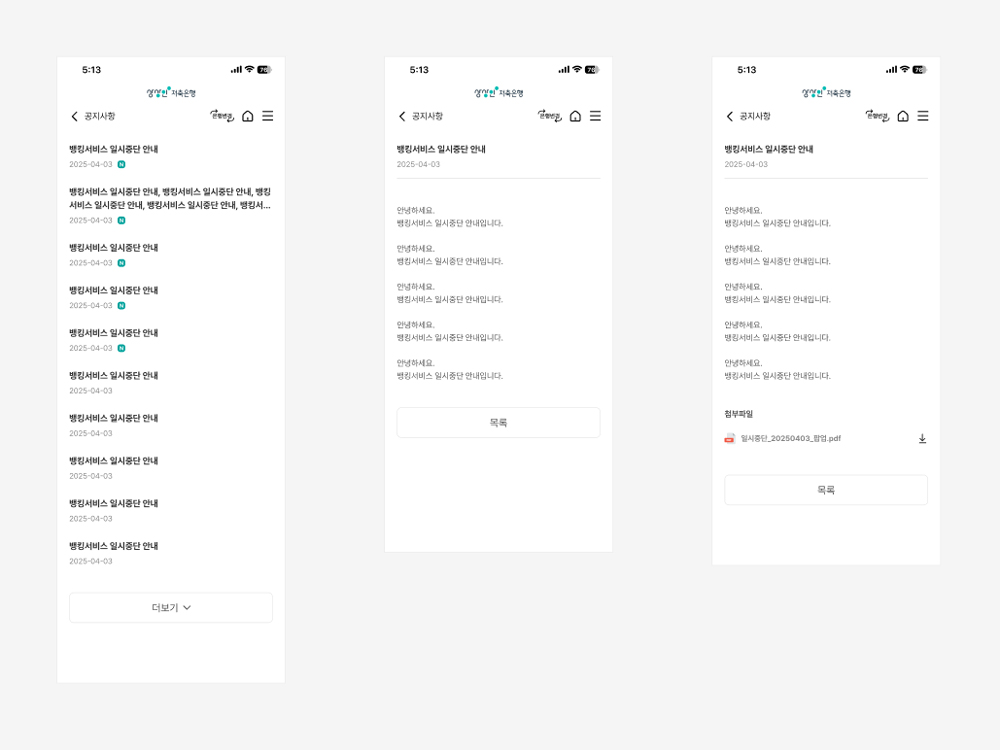 5:13
76
상상인 저축은행
공지사항
은행변경
뱅킹서비스 일시중단 안내
2025-04-03 N
뱅킹서비스 일시중단 안내, 뱅킹서비스 일시중단 안내, 뱅킹
서비스 일시중단 안내, 뱅킹서비스 일시중단 안내, 뱅킹서...
2025-04-03 N
뱅킹서비스 일시중단 안내
2025-04-03 N
뱅킹서비스 일시중단 안내
2025-04-03 N
뱅킹서비스 일시중단 안내
2025-04-03 N
뱅킹서비스 일시중단 안내
2025-04-03
뱅킹서비스 일시중단 안내
2025-04-03
뱅킹서비스 일시중단 안내
2025-04-03
뱅킹서비스 일시중단 안내
2025-04-03
뱅킹서비스 일시중단 안내
2025-04-03
더보기
5:13
76
상상인 저축은행
공지사항
은행변경
뱅킹서비스 일시중단 안내
2025-04-03
안녕하세요.
뱅킹서비스 일시중단 안내입니다.
안녕하세요.
뱅킹서비스 일시중단 안내입니다.
안녕하세요.
뱅킹서비스 일시중단 안내입니다.
안녕하세요.
뱅킹서비스 일시중단 안내입니다.
안녕하세요.
뱅킹서비스 일시중단 안내입니다.
목록
5:13
76
상상인 저축은행
공지사항
은행변경
뱅킹서비스 일시중단 안내
2025-04-03
안녕하세요.
뱅킹서비스 일시중단 안내입니다.
안녕하세요.
뱅킹서비스 일시중단 안내입니다.
안녕하세요.
뱅킹서비스 일시중단 안내입니다.
안녕하세요.
뱅킹서비스 일시중단 안내입니다.
안녕하세요.
뱅킹서비스 일시중단 안내입니다.
첨부파일
일시중단_20250403_팝업.pdf
목록